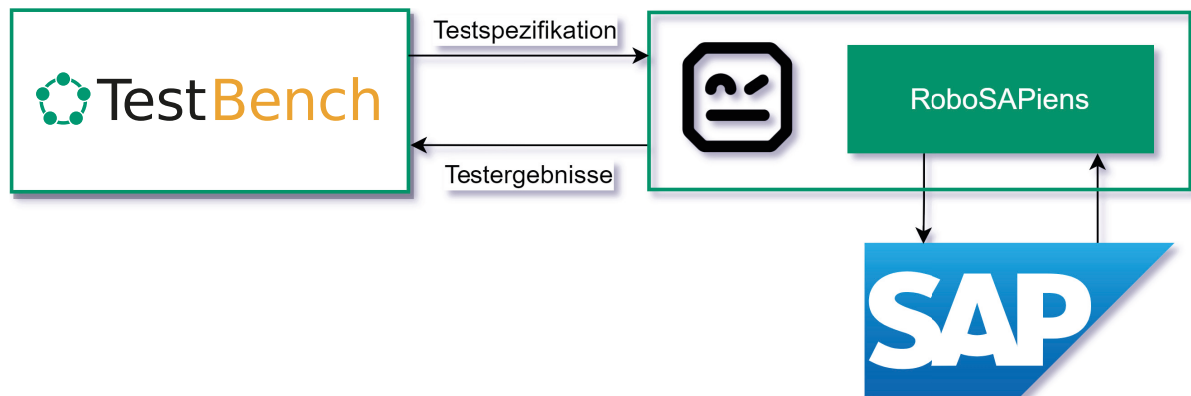 Testspezifikation
TestBench
RoboSAPiens
Testergebnisse
SAP